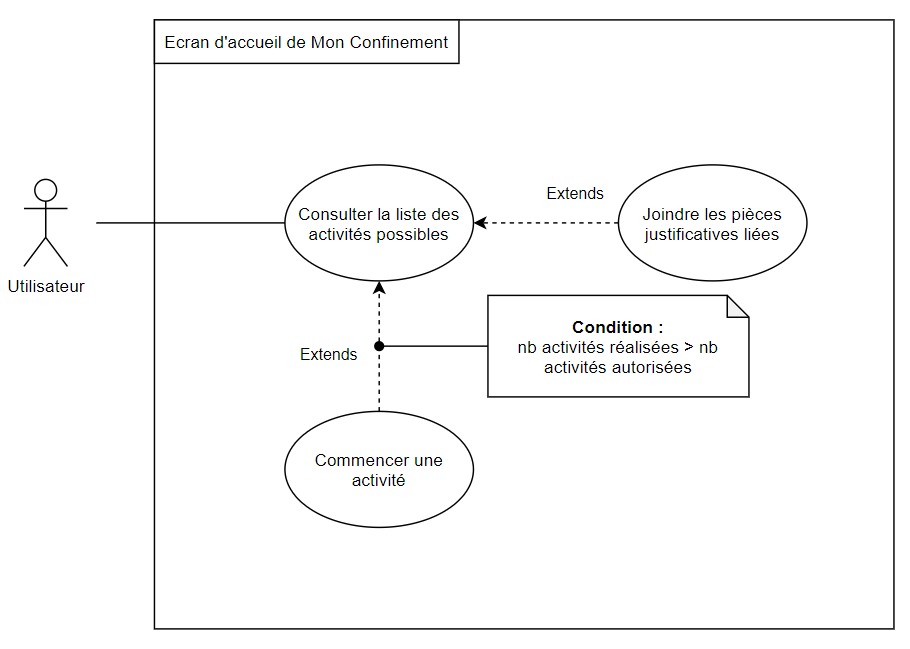 Ecran d'accueil de Mon Confinement
Utilisateur
Consulter la liste des
activités possibles
Extends
Joindre les pièces
justificatives liées
Extends
Condition :
nb activités réalisées > nb
activités autorisées
Commencer une
activité